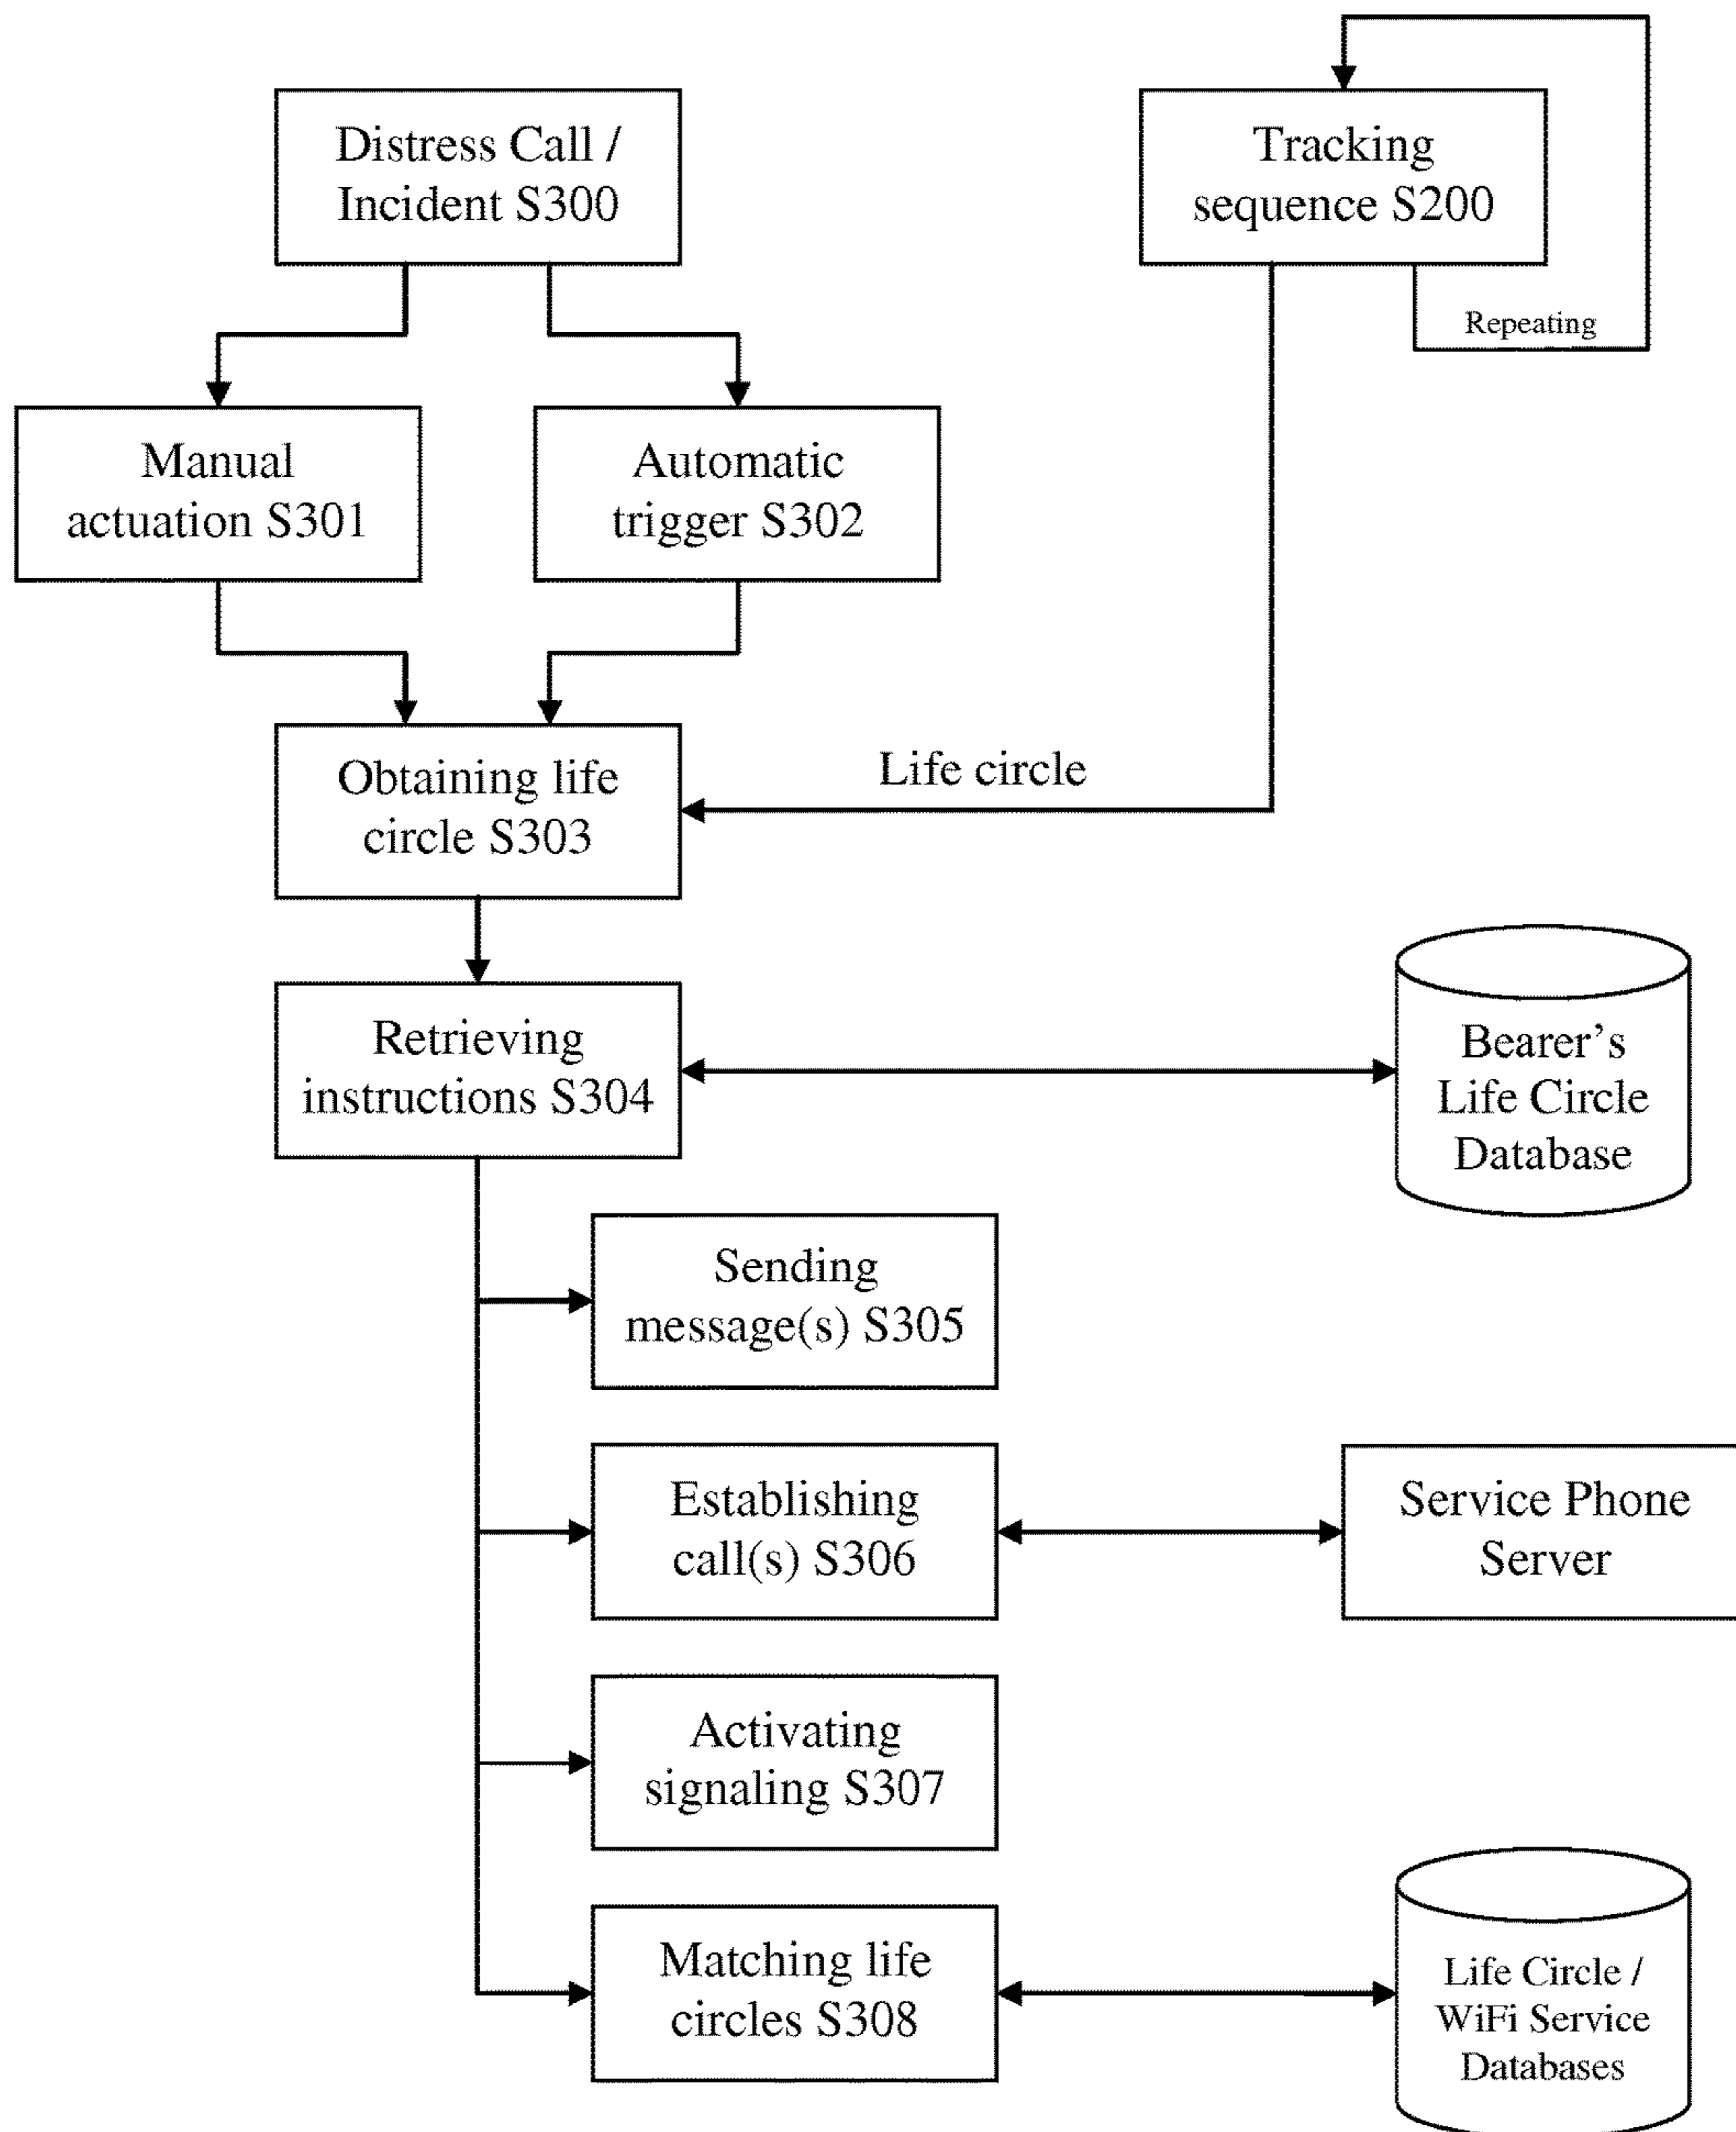 Distress Call /
Incident S300
Tracking
sequence S200
Repeating
Manual
actuation S301
Automatic
trigger S302
Obtaining life
circle S303
Life circle
Retrieving
instructions S304
Bearer’s
Life Circle
Database
Sending
message(s) S305
Establishing
call(s) S306
Service Phone
Server
Activating
signaling S307
Matching life
circles S308
Life Circle /
WiFi Service
Databases